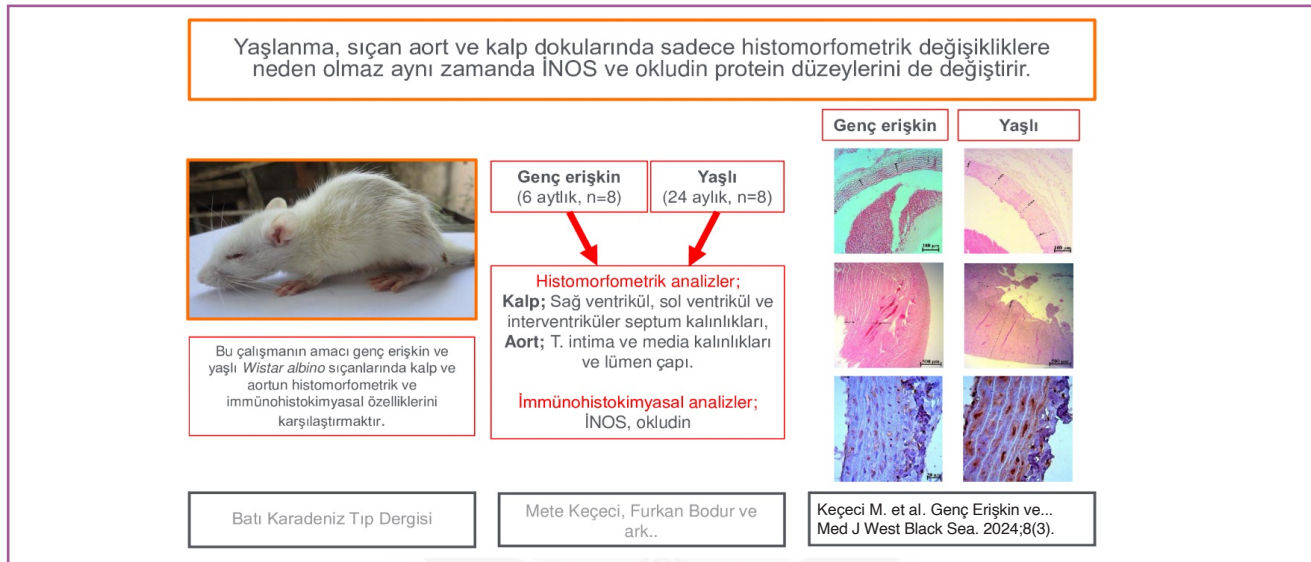 Yaşlanma, sıçan aort ve kalp dokularında sadece histomorfometrik değişikliklere
neden olmaz aynı zamanda İNOS ve okludin protein düzeylerini de değiştirir.
Genç erişkin
Yaşlı
Genç erişkin
(6 aytlık, n=8)
Yaşlı
(24 aylık, n=8)
Histomorfometrik analizler;
Kalp; Sağ ventrikül, sol ventrikül ve
interventriküler septum kalınlıkları,
Aort; T. intima ve media kalınlıkları
ve lümen çapı.
İmmünohistokimyasal analizler;
İNOS, okludin
Bu çalışmanın amacı genç erişkin ve
yaşlı Wistar albino sıçanlarında kalp ve
aortun histomorfometrik ve
immünohistokimyasal özelliklerini
karşılaştırmaktır.
Batı Karadeniz Tıp Dergisi
Mete Keçeci, Furkan Bodur ve
ark..
Keçeci M. et al. Genç Erişkin ve...
Med J West Black Sea. 2024;8(3).